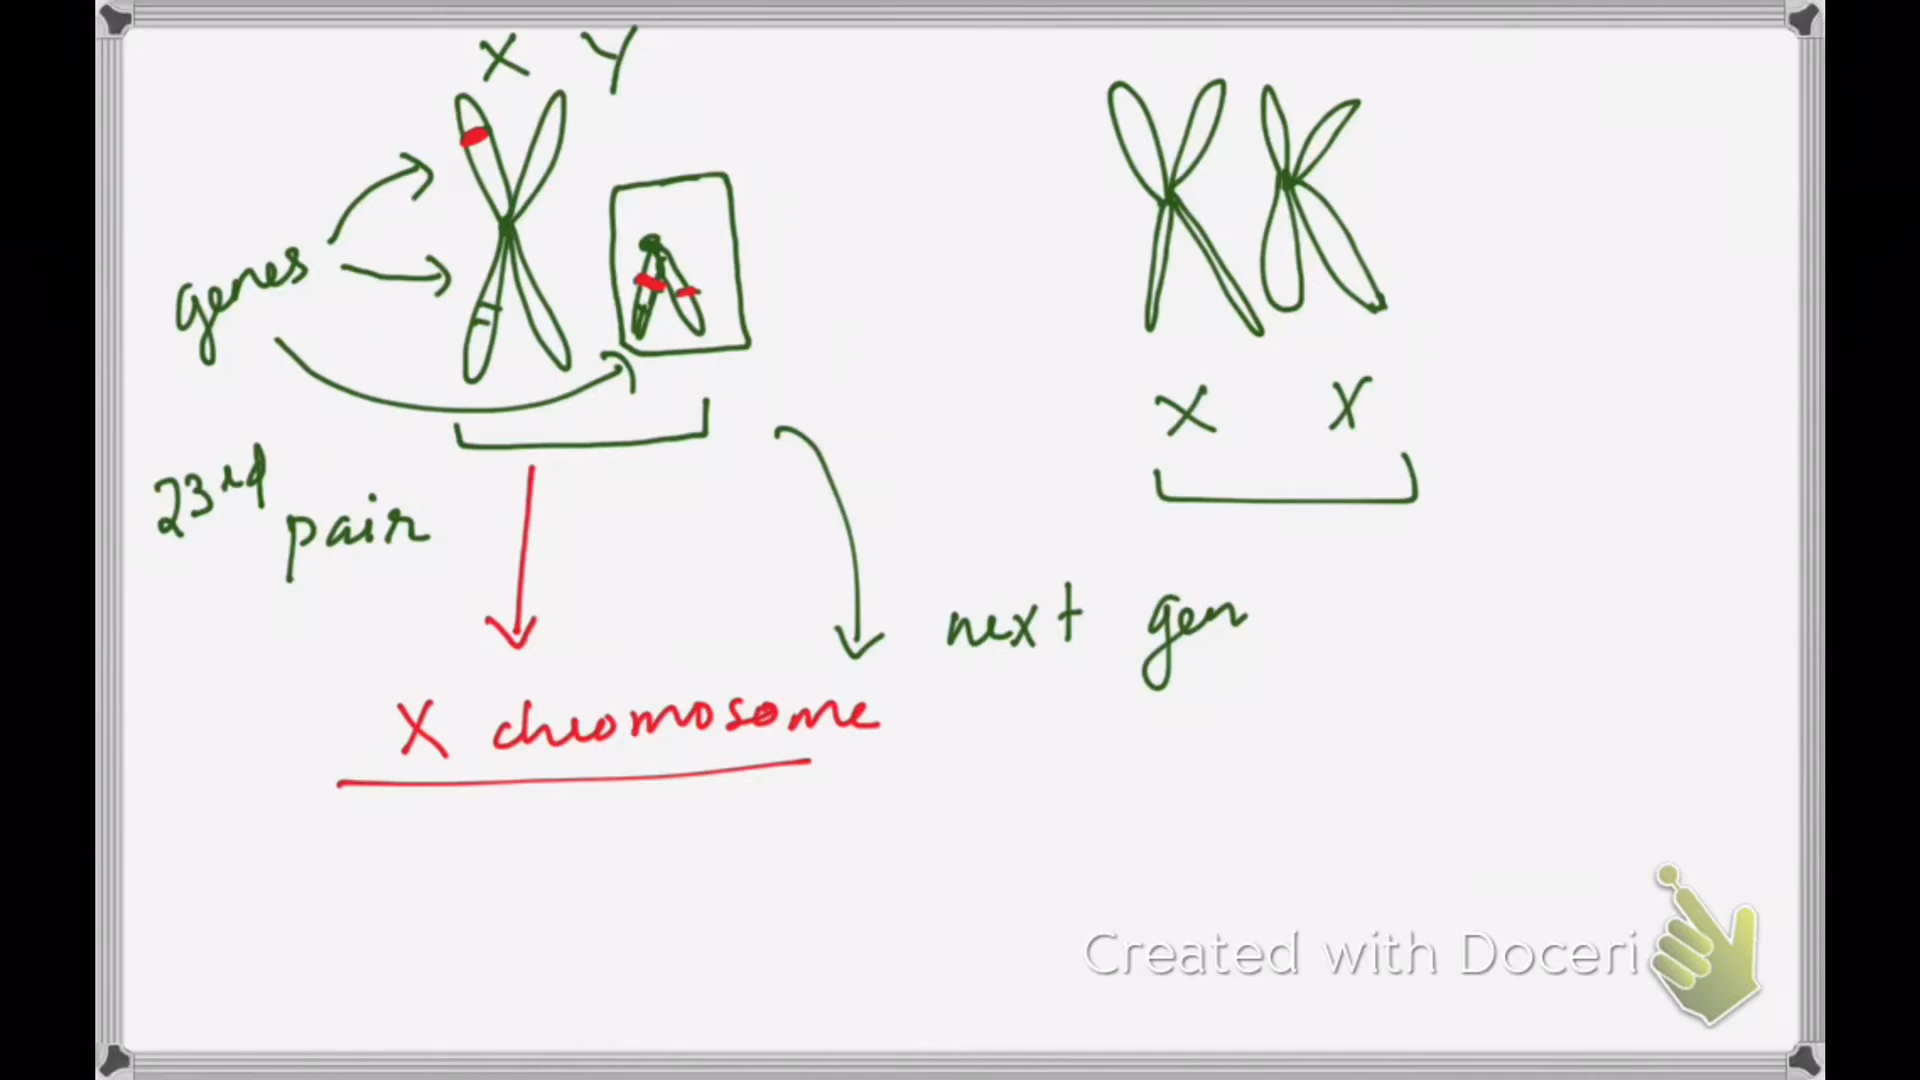 X Y
genes
23rd
pair
X X
next gen
X chromosome
Created with Doceri